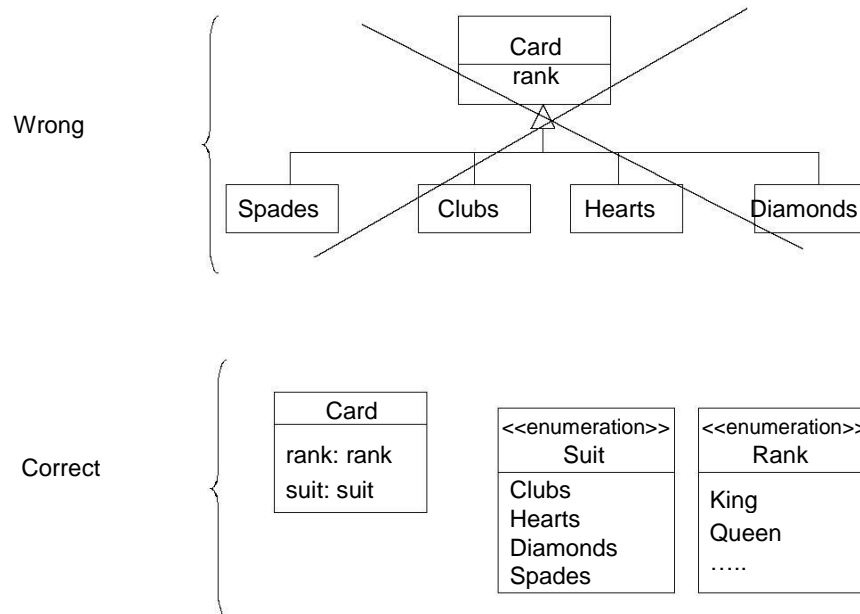 Card
rank
Wrong
Spades
Clubs
Hearts
Diamonds
Correct
Card
rank: rank
suit: suit
<<enumeration>>
Suit
Clubs
Hearts
Diamonds
Spades
<<enumeration>>
Rank
King
Queen
…..